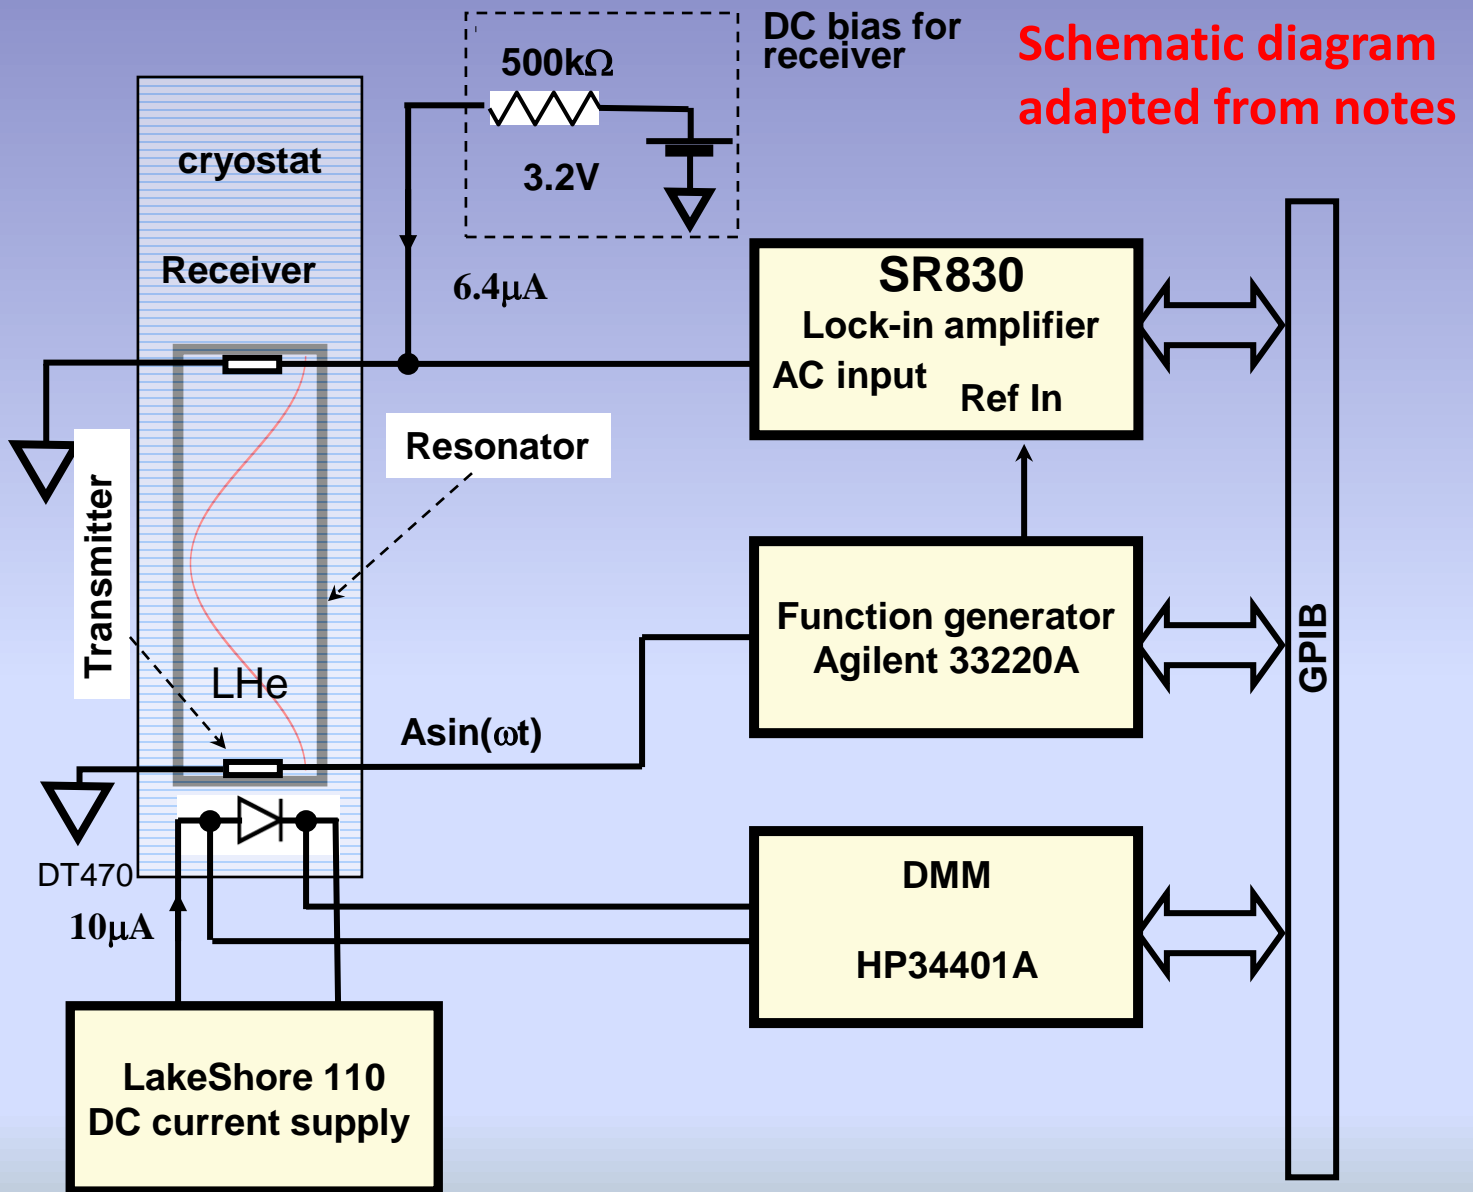 DC bias for
receiver
Schematic diagram
adapted from notes
500kΩ
3.2V
cryostat
Receiver
6.4μA
SR830
Lock-in amplifier
AC input
Ref In
Resonator
Transmitter
LHe
Asin(ωt)
Function generator
Agilent 33220A
GPIB
DT470
10μA
DMM
HP34401A
LakeShore 110
DC current supply